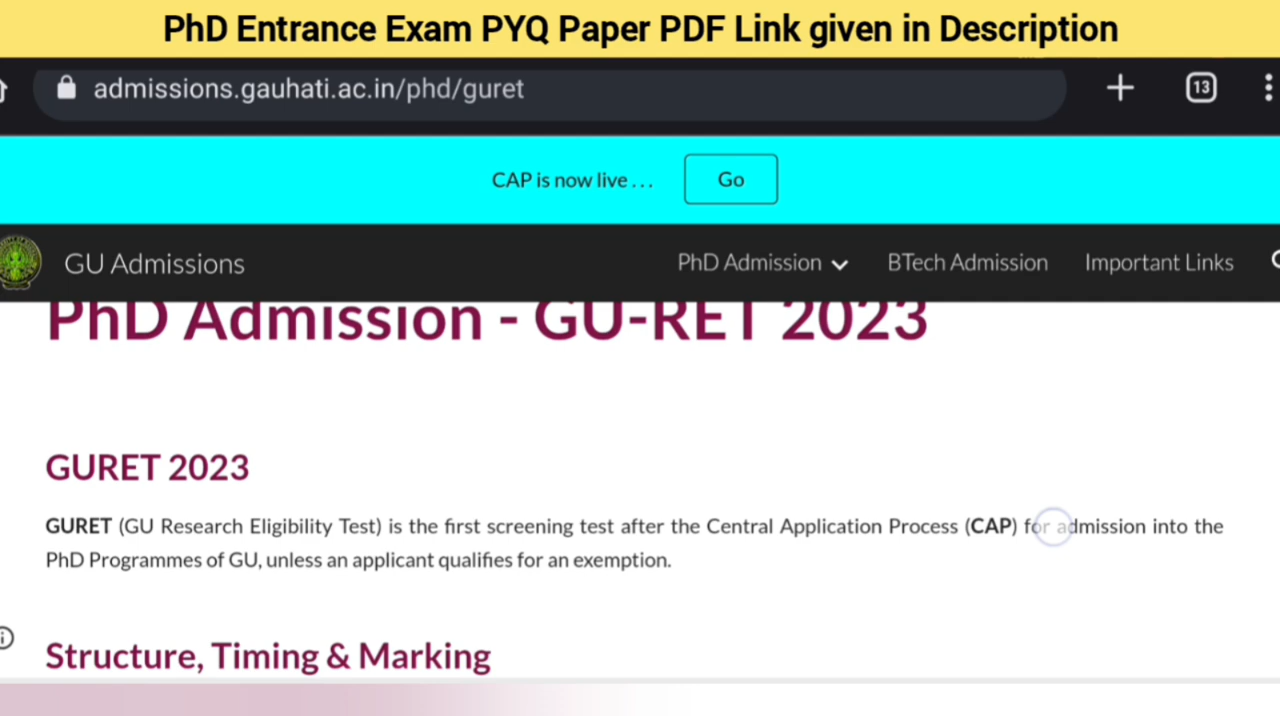 PhD Entrance Exam PYQ Paper PDF Link given in Description
admissions.gauhati.ac.in/phd/guret
13
CAP is now live . . .
Go
GU Admissions
PhD Admission
BTech Admission
Important Links
PhD Admission - GU-RET 2023
GURET 2023
GURET (GU Research Eligibility Test) is the first screening test after the Central Application Process (CAP) for admission into the
PhD Programmes of GU, unless an applicant qualifies for an exemption.
Structure, Timing & Marking